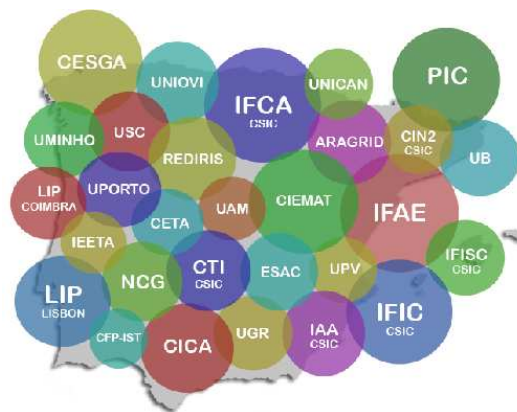 CESGA
UNIOVI
IFCA
CSIC
UNICAN
PIC
UMINHO
USC
REDIRIS
ARAGRID
CIN2
CSIC
UB
LIP
COIMBRA
UPORTO
CETA
UAM
CIEMAT
IFAE
IEETA
NCG
CTI
CSIC
ESAC
UPV
IFISC
CSIC
LIP
LISBON
CFP-IST
CICA
UGR
IAA
CSIC
IFIC
CSIC